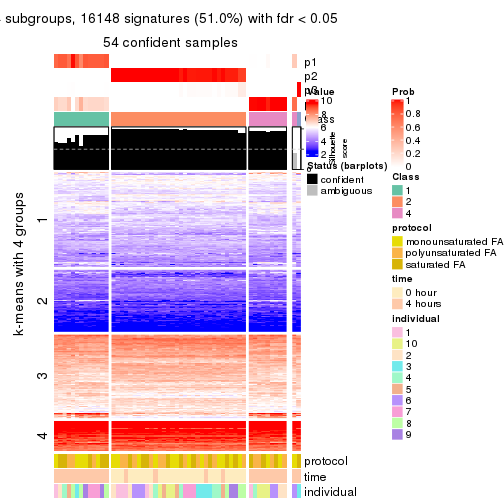 subgroups, 16148 signatures (51.0%) with fdr < 0.05
54 confident samples
p1
p2
Value
10
8
6
4
2
Silhouette
score
Prob
1
0.8
0.6
0.4
0.2
0
Status (barplots)
confident
ambiguous
Class
1
2
4
protocol
monounsaturated FA
polyunsaturated FA
saturated FA
time
0 hour
4 hours
individual
1
10
2
3
4
5
6
7
8
9
k-means with 4 groups
1
2
3
4
protocol
time
individual